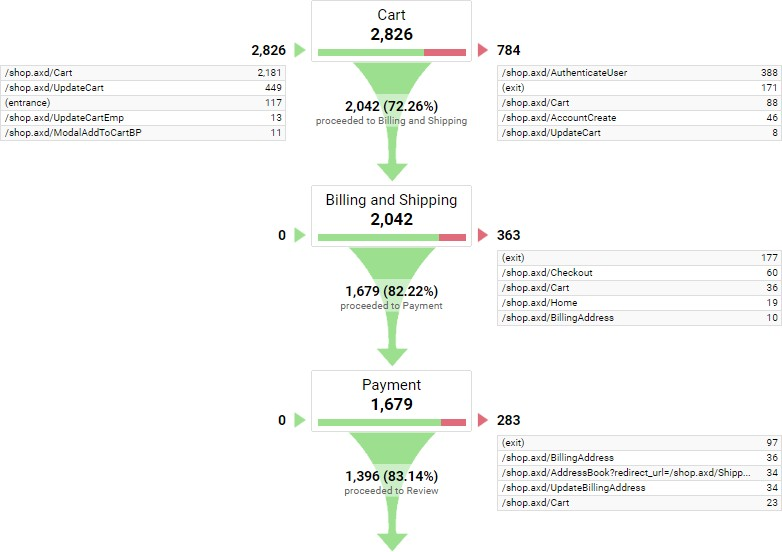 Cart
2,826
2,826
784
/shop.axd/Cart 2,181
/shop.axd/UpdateCart 449
(entrance) 117
/shop.axd/UpdateCartEmp 13
/shop.axd/ModalAddToCartBP 11
/shop.axd/AuthenticateUser 388
(exit) 171
/shop.axd/Cart 88
/shop.axd/AccountCreate 46
/shop.axd/UpdateCart 8
2,042 (72.26%)
proceeded to Billing and Shipping
Billing and Shipping
2,042
0
363
(exit) 177
/shop.axd/Checkout 60
/shop.axd/Cart 36
/shop.axd/Home 19
/shop.axd/BillingAddress 10
1,679 (82.22%)
proceeded to Payment
Payment
1,679
0
283
(exit) 97
/shop.axd/BillingAddress 36
/shop.axd/AddressBook?redirect_url=/shop.axd/Shipp... 34
/shop.axd/UpdateBillingAddress 34
/shop.axd/Cart 23
1,396 (83.14%)
proceeded to Review